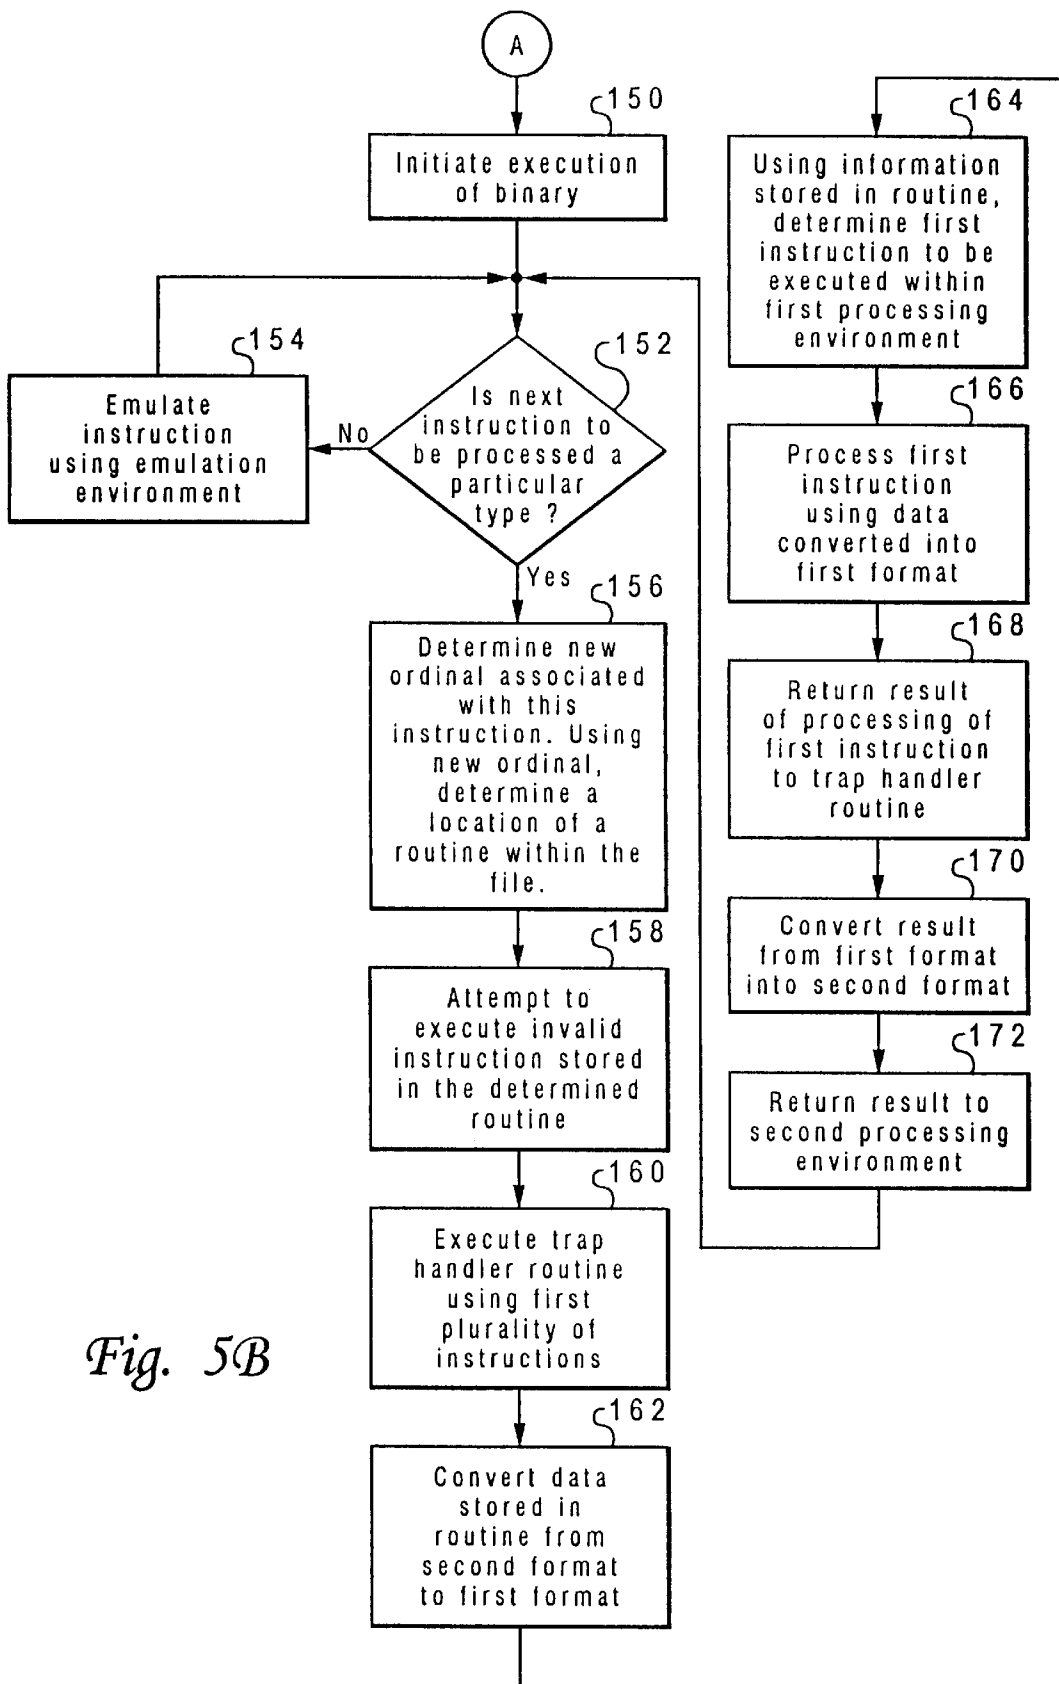 A
150
Initiate execution
of binary
154
Emulate
instruction
using emulation
environment
No
152
Is next
instruction to
be processed a
particular
type ?
Yes
156
Determine new
ordinal associated
with this
instruction. Using
new ordinal,
determine a
location of a
routine within the
file.
158
Attempt to
execute invalid
instruction stored
in the determined
routine
160
Execute trap
handler routine
using first
plurality of
instructions
162
Convert data
stored in
routine from
second format
to first format
164
Using information
stored in routine,
determine first
instruction to be
executed within
first processing
environment
166
Process first
instruction
using data
converted into
first format
168
Return result
of processing of
first instruction
to trap handler
routine
170
Convert result
from first format
into second format
172
Return result to
second processing
environment
Fig. 5B